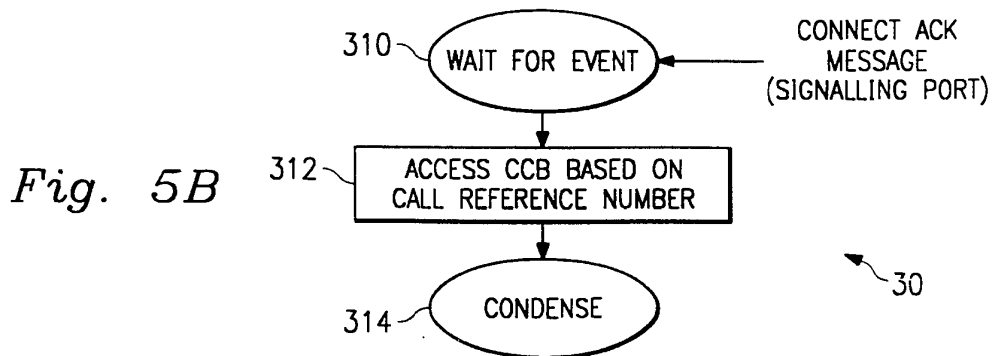 310
WAIT FOR EVENT
CONNECT ACK
MESSAGE
(SIGNALLING PORT)
Fig. 5B
312
ACCESS CCB BASED ON
CALL REFERENCE NUMBER
30
314
CONDENSE